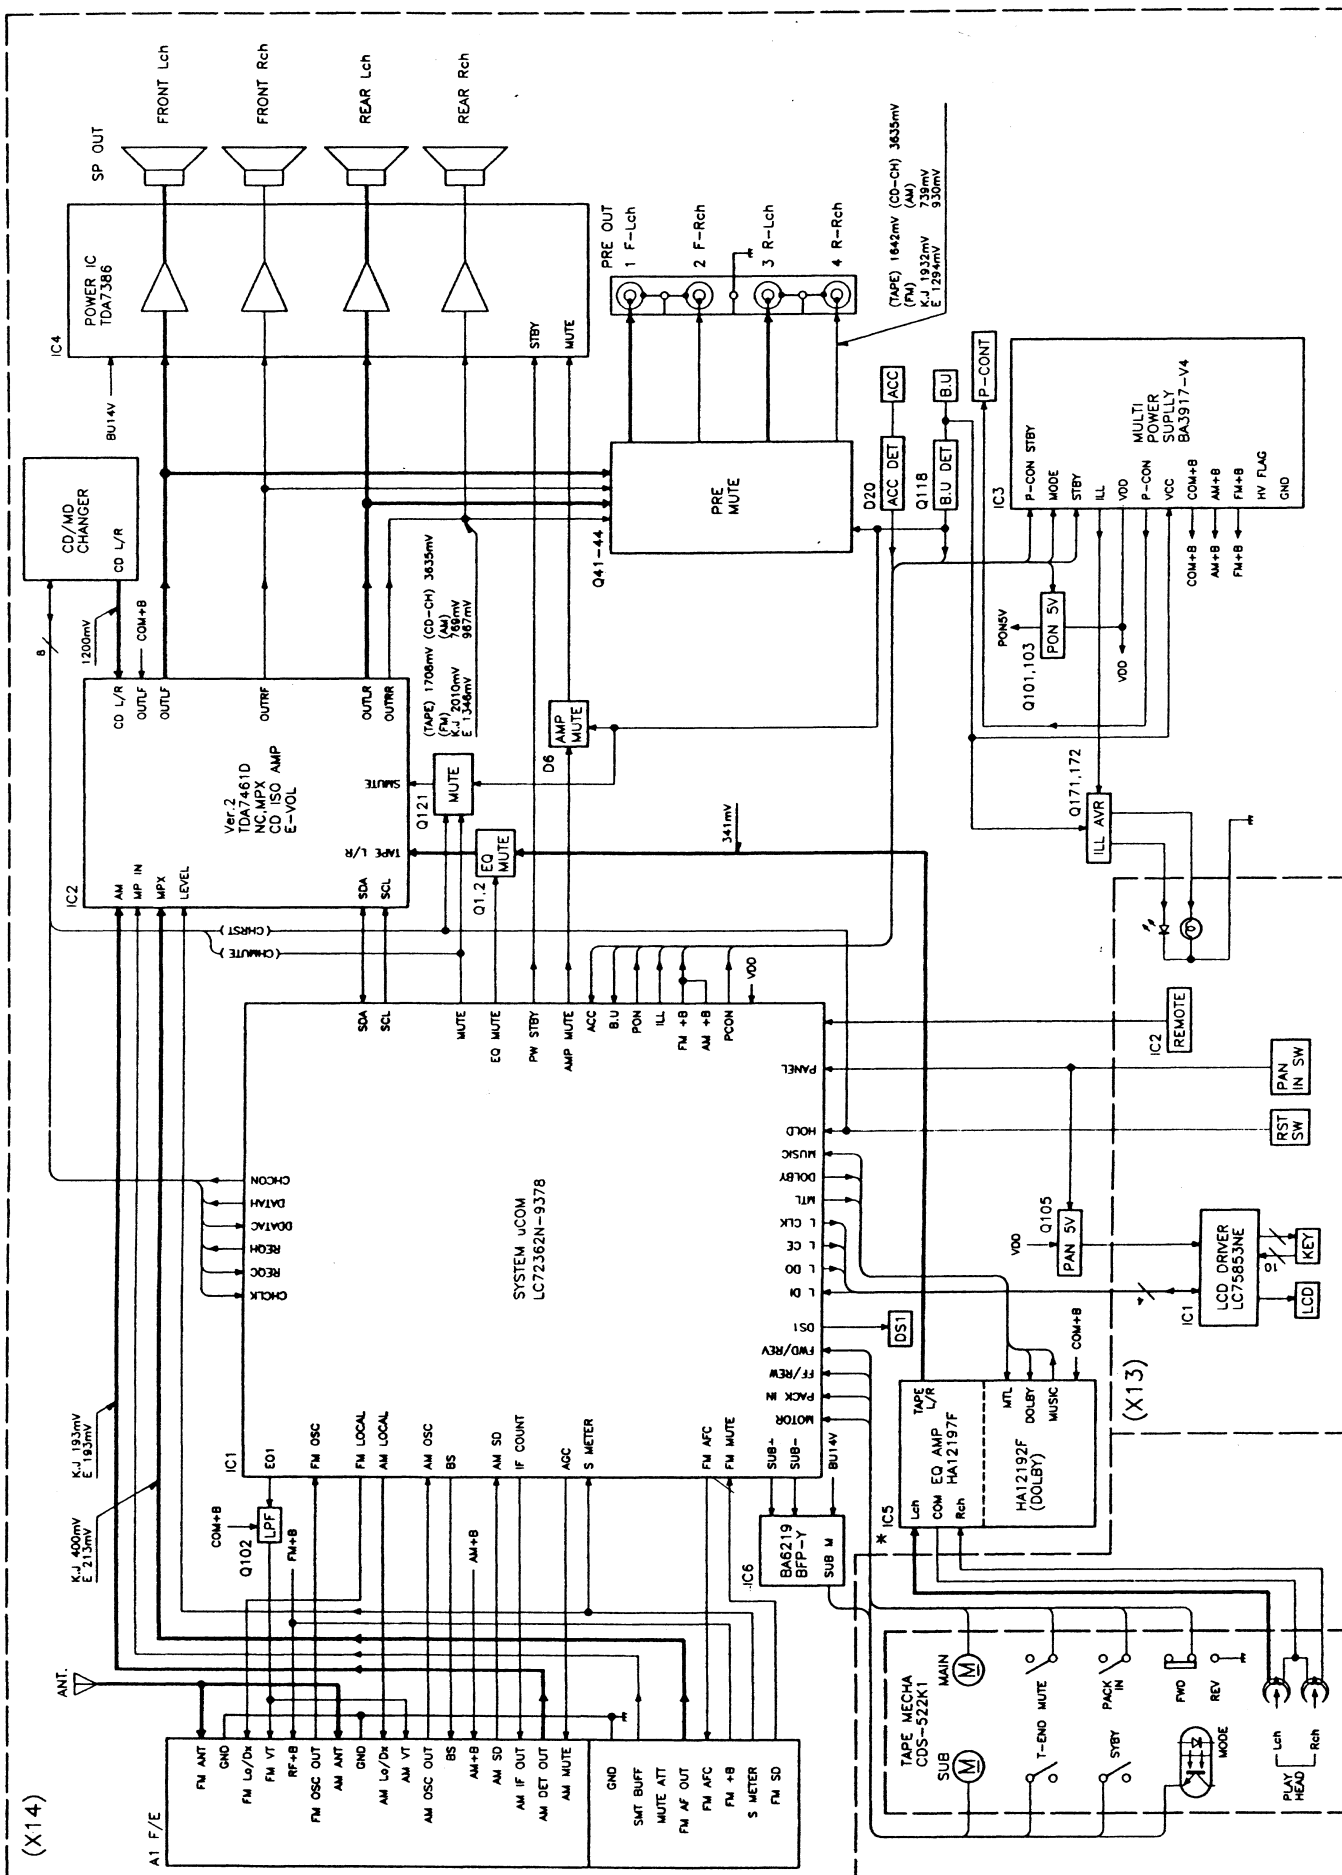 (X14)
A1 F/E
FM ANT
GND
FM Lo/Dx
FM VT
RF+B
FM OSC OUT
AM ANT
GND
AM Lo/Dx
AM VT
AM OSC OUT
BS
AM+B
AM SD
AM IF OUT
AM DET OUT
AM MUTE
GND
SMT BUFF
MUTE ATT
FM AF OUT
FM AFC
FM +B
S METER
FM SD
ANT.
K.J 400mV
E 213mV
K.J 193mV
E 193mV
COM+B
Q102
LPF
FM+B
AM+B
IC1
SYSTEM uCOM
LC72362N-9378
EO1
FM OSC
FM LOCAL
AM LOCAL
AM OSC
BS
AM SD
IF COUNT
AGC
S METER
FM AFC
FM MUTE
SUB+
SUB-
CHCLK
REQC
REQH
DDATAC
DATAH
CHCON
MOTOR
PACK IN
FF/REW
FWD/REV
DS1
L DI
L DO
L CE
L CLK
MTL
DOLBY
MUSIC
HOLD
PANEL
SDA
SCL
MUTE
EQ MUTE
PW STBY
AMP MUTE
ACC
B.U
PON
ILL
FM +B
AM +B
PCON
VDD
(CHMUTE)
(CHRST)
IC2
Ver.2
TDA7461D
NC,MPX
CD ISO AMP
E-VOL
AM
MP IN
MPX
LEVEL
SDA
SCL
TAPE L/R
SMUTE
CD L/R
OUTLF
OUTLF
OUTRF
OUTLR
OUTRR
8
1200mV
COM+B
CD/MD
CHANGER
CD L/R
BU14V
IC4
POWER IC
TDA7386
STBY
MUTE
SP OUT
FRONT Lch
FRONT Rch
REAR Lch
REAR Rch
(TAPE) 1708mV (CD-CH) 3635mV
(FM) (AM)
K.J 2010mV 769mV
E 1346mV 967mV
Q1,2
EQ
MUTE
Q121
MUTE
D6
AMP
MUTE
341mV
Q41-44
PRE
MUTE
PRE OUT
1 F-Lch
2 F-Rch
3 R-Lch
4 R-Rch
(TAPE) 1642mV (CD-CH) 3635mV
(FM) (AM)
K.J 1932mV 739mV
E 1294mV 930mV
D20
ACC DET
ACC
Q118
B.U DET
B.U
P-CONT
IC3
MULTI
POWER
SUPLLY
BA3917-V4
P-CON STBY
MODE
STBY
ILL
VDD
P-CON
VCC
COM+B
AM+B
FM+B
HV FLAG
GND
COM+B
AM+B
FM+B
Q101,103
PON 5V
PON5V
VDD
Q171,172
ILL AVR
IC2
REMOTE
PAN
IN SW
RST
SW
Q105
VDD
PAN 5V
IC1
LCD DRIVER
LC75853NE
10
KEY
LCD
4
(X13)
DS1
IC6
BA6219
BFP-Y
SUB M
BU14V
* IC5
Lch
COM
Rch
EQ AMP
HA12197F
HA12192F
(DOLBY)
TAPE
L/R
MTL
DOLBY
MUSIC
COM+B
TAPE MECHA
CDS-522K1
SUB
MAIN
M
M
T-END
MUTE
SYBY
PACK
IN
MODE
FWD
REV
PLAY
HEAD
Lch
Rch